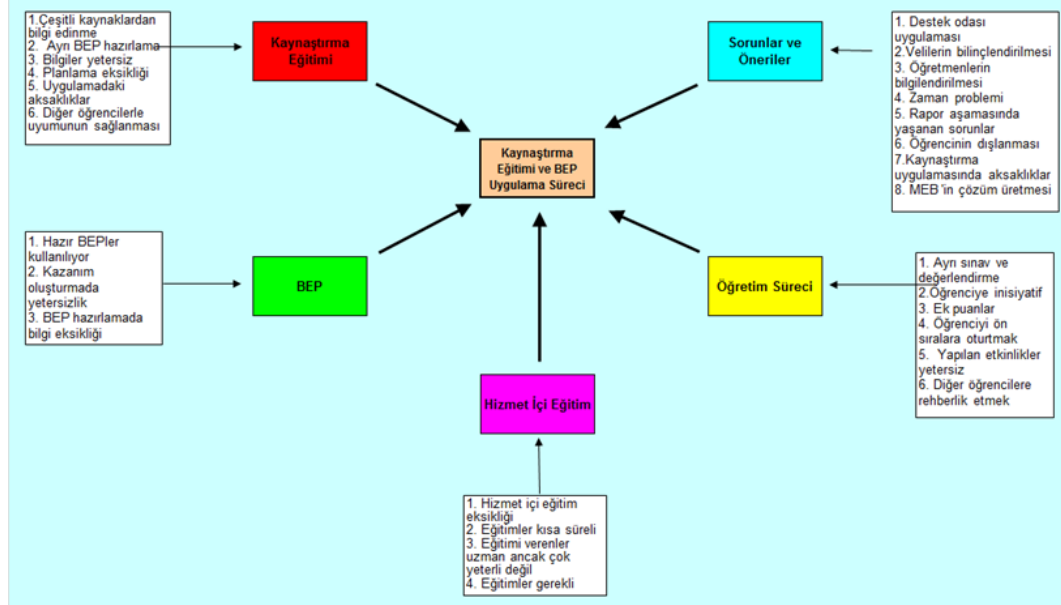 1.Çeşitli kaynaklardan
bilgi edinme
2. Ayrı BEP hazırlama
3. Bilgiler yetersiz
4. Planlama eksikliği
5. Uygulamadaki
aksaklıklar
6. Diğer öğrencilerle
uyumunun sağlanması
Kaynaştırma
Eğitimi
Sorunlar ve
Öneriler
1. Destek odası
uygulaması
2.Velilerin bilinçlendirilmesi
3. Öğretmenlerin
bilgilendirilmesi
4. Zaman problemi
5. Rapor aşamasında
yaşanan sorunlar
6. Öğrencinin dışlanması
7.Kaynaştırma
uygulamasında aksaklıklar
8. MEB'in çözüm üretmesi
Kaynaştırma
Eğitimi ve BEP
Uygulama Süreci
1. Hazır BEPler
kullanılıyor
2. Kazanım
oluşturmada
yetersizlik
3. BEP hazırlamada
bilgi eksikliği
BEP
Öğretim Süreci
1. Ayrı sınav ve
değerlendirme
2.Öğrenciye inisiyatif
3. Ek puanlar
4. Öğrenciyi ön
sıralara oturtmak
5. Yapılan etkinlikler
yetersiz
6. Diğer öğrencilere
rehberlik etmek
Hizmet İçi Eğitim
1. Hizmet içi eğitim
eksikliği
2. Eğitimler kısa süreli
3. Eğitimi verenler
uzman ancak çok
yeterli değil
4. Eğitimler gerekli